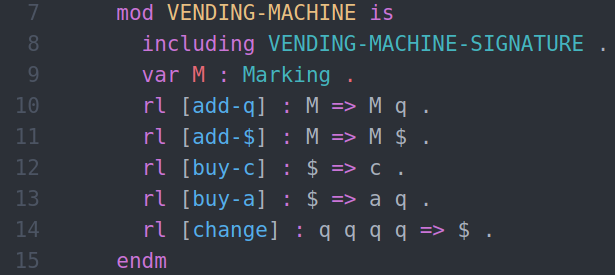 7 mod VENDING-MACHINE is
8 including VENDING-MACHINE-SIGNATURE .
9 var M : Marking .
10 rl [add-q] : M => M q .
11 rl [add-$] : M => M $ .
12 rl [buy-c] : $ => c .
13 rl [buy-a] : $ => a q .
14 rl [change] : q q q q => $ .
15 endm